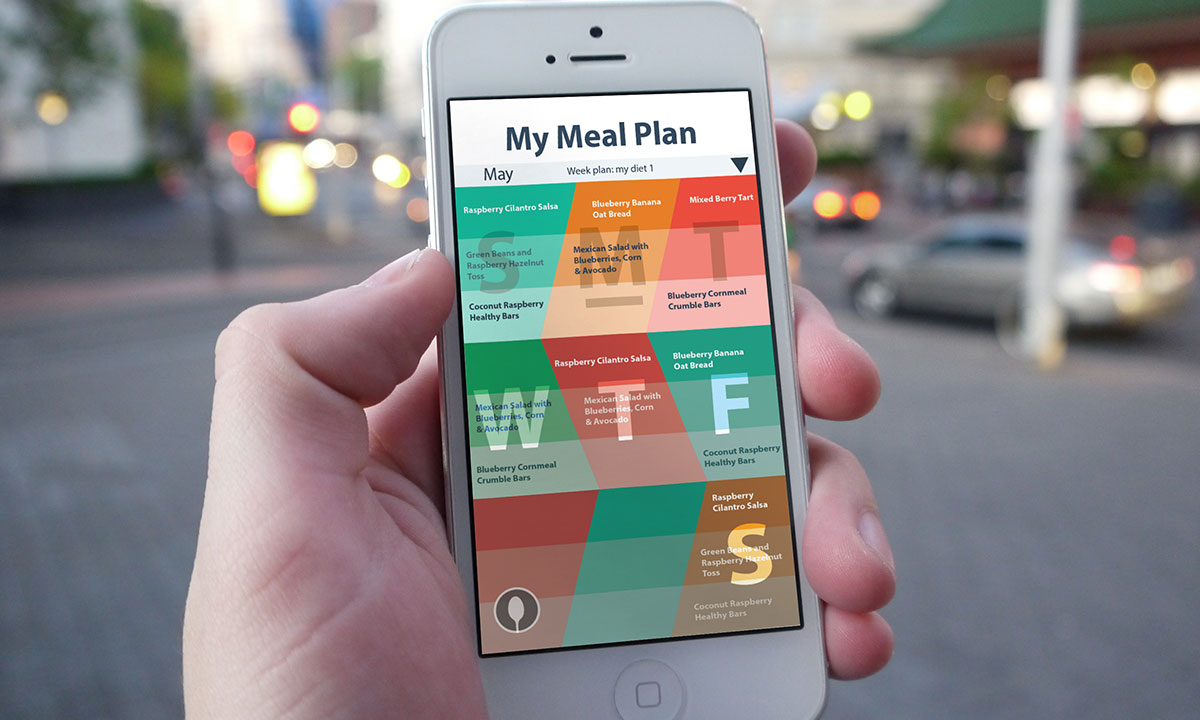 My Meal Plan
May
Week plan: my diet 1
Raspberry Cilantro Salsa
S
Green Beans and
Raspberry Hazelnut
Toss
Coconut Raspberry
Healthy Bars
Blueberry Banana
Oat Bread
M
Mexican Salad with
Blueberries, Corn
& Avocado
Mixed Berry Tart
T
Blueberry Cornmeal
Crumble Bars
W
Mexican Salad with
Blueberries, Corn
& Avocado
Blueberry Cornmeal
Crumble Bars
Raspberry Cilantro Salsa
T
Mexican Salad with
Blueberries, Corn
& Avocado
Blueberry Banana
Oat Bread
F
Coconut Raspberry
Healthy Bars
Raspberry
Cilantro Salsa
S
Green Beans and
Raspberry Hazelnut
Toss
Coconut Raspberry
Healthy Bars